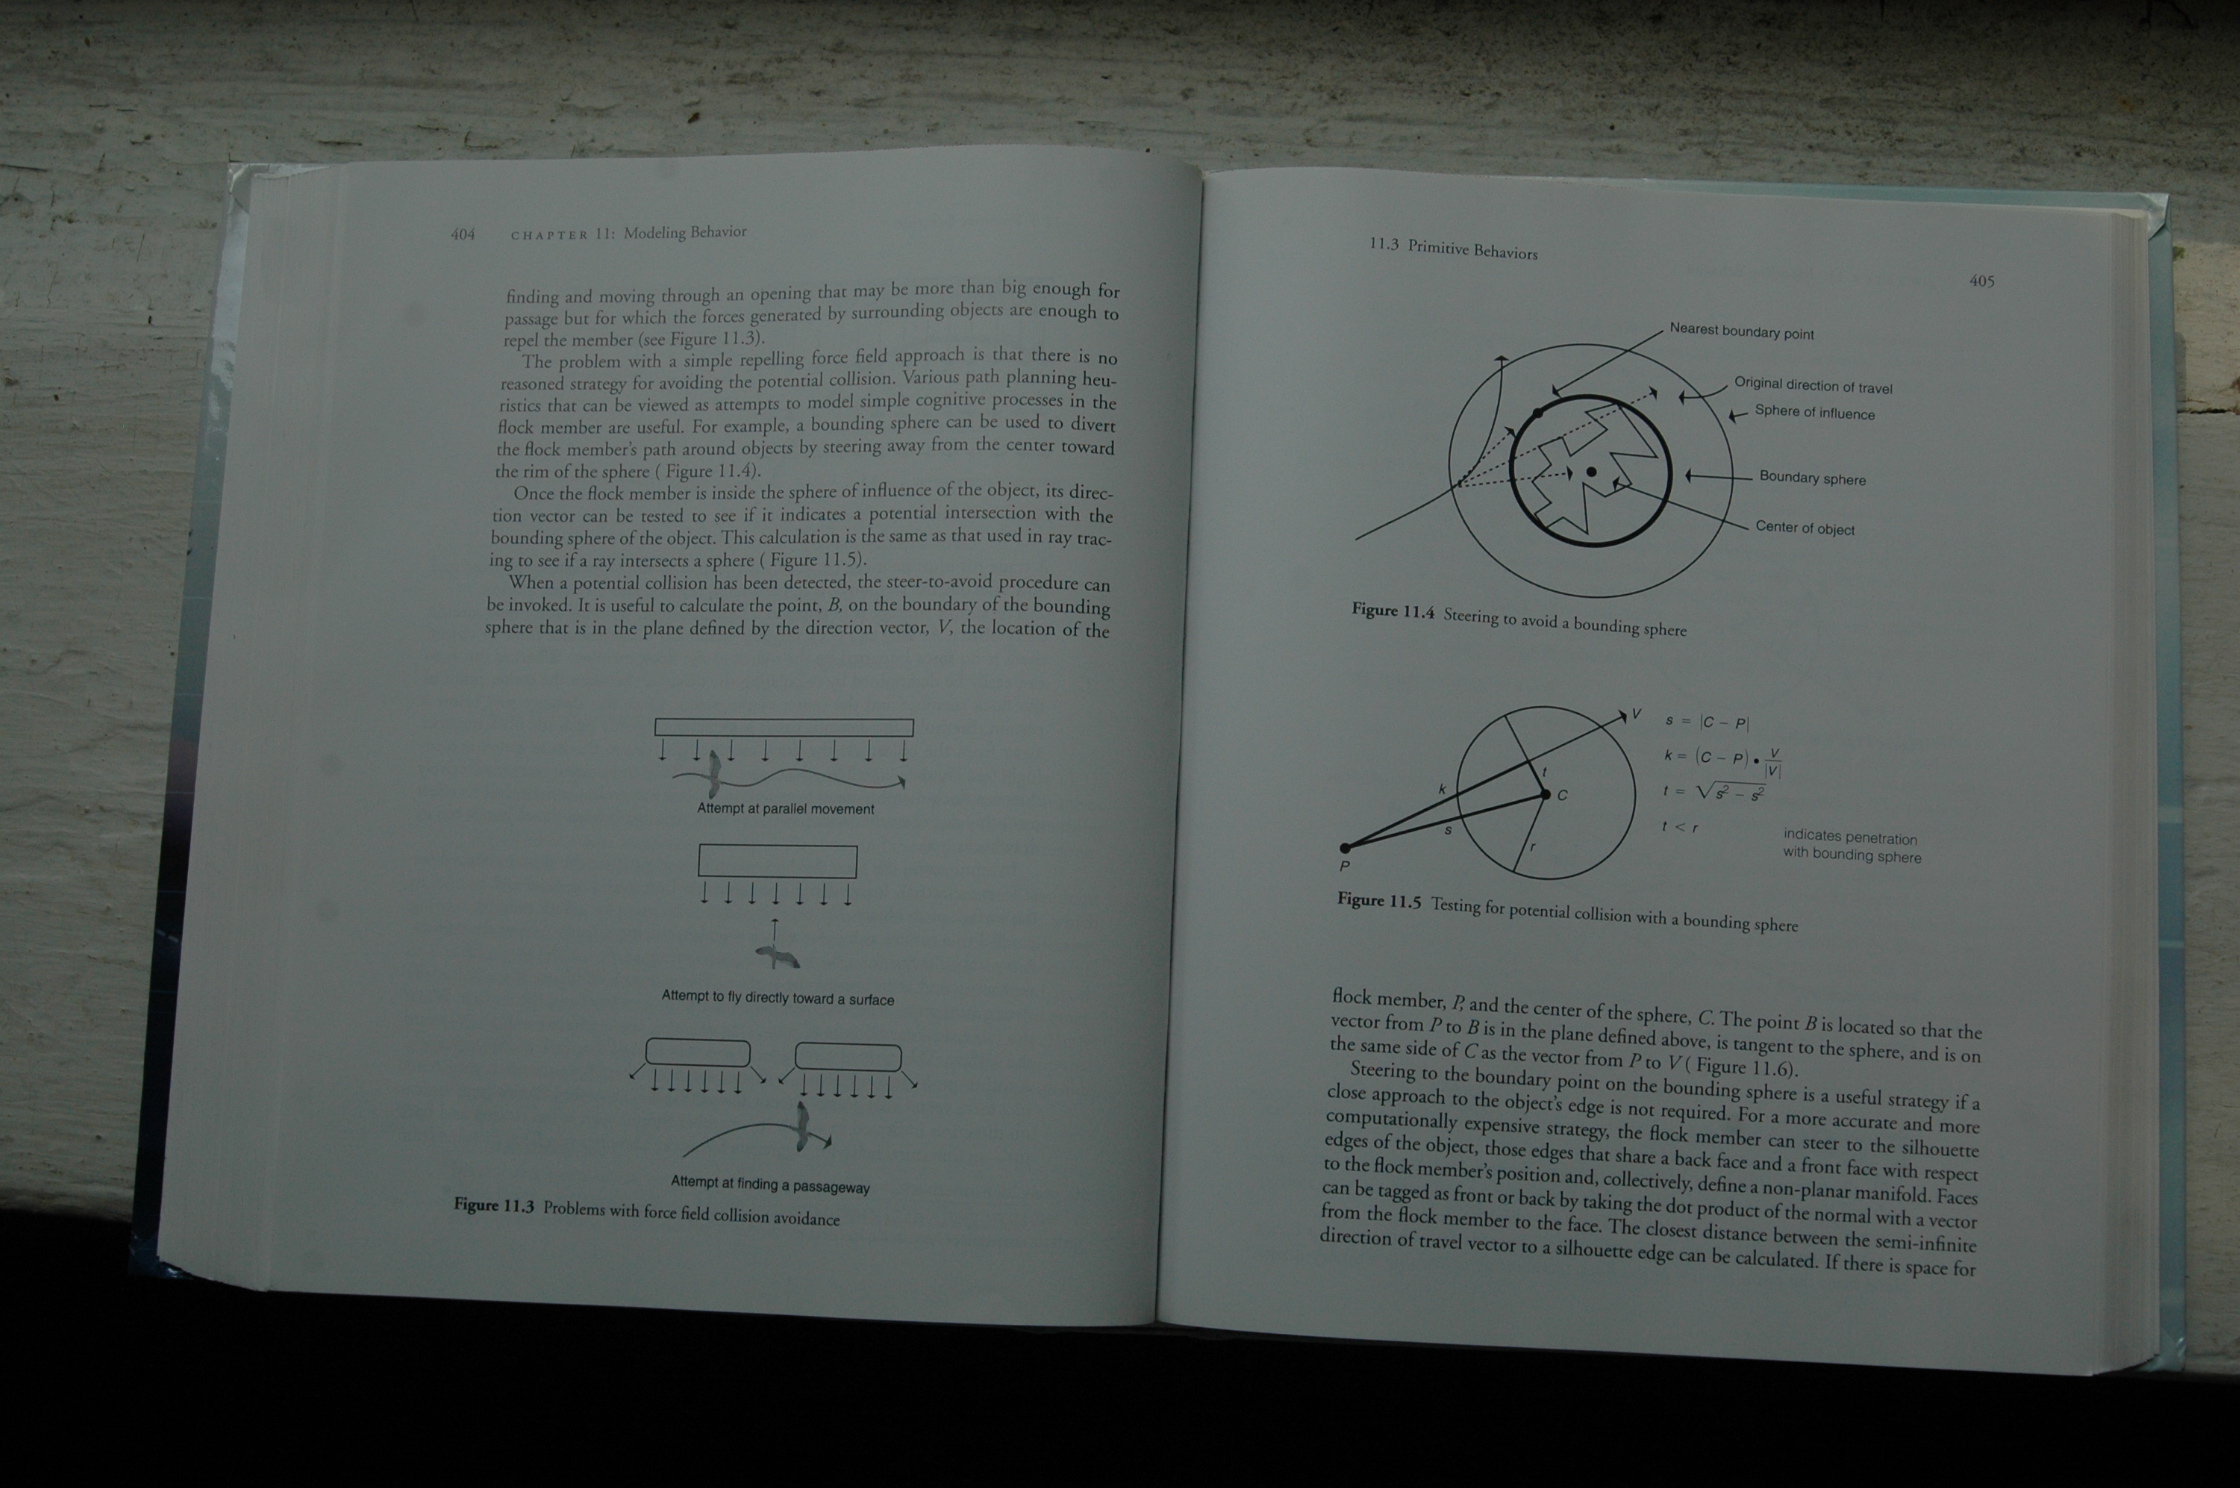 404 CHAPTER 11: Modeling Behavior
finding and moving through an opening that may be more than big enough for
passage but for which the forces generated by surrounding objects are enough to
repel the member (see Figure 11.3).
The problem with a simple repelling force field approach is that there is no
reasoned strategy for avoiding the potential collision. Various path planning heu-
ristics that can be viewed as attempts to model simple cognitive processes in the
flock member are useful. For example, a bounding sphere can be used to divert
the flock member's path around objects by steering away from the center toward
the rim of the sphere ( Figure 11.4).
Once the flock member is inside the sphere of influence of the object, its direc-
tion vector can be tested to see if it indicates a potential intersection with the
bounding sphere of the object. This calculation is the same as that used in ray trac-
ing to see if a ray intersects a sphere ( Figure 11.5).
When a potential collision has been detected, the steer-to-avoid procedure can
be invoked. It is useful to calculate the point, B, on the boundary of the bounding
sphere that is in the plane defined by the direction vector, V, the location of the
Attempt at parallel movement
Attempt to fly directly toward a surface
Attempt at finding a passageway
Figure 11.3 Problems with force field collision avoidance
11.3 Primitive Behaviors
405
Nearest boundary point
Original direction of travel
Sphere of influence
Boundary sphere
Center of object
Figure 11.4 Steering to avoid a bounding sphere
V
t
k
C
s
r
P
s = |C − P|
k = (C − P) • V/|V|
t = √s² − s²
t < r
indicates penetration
with bounding sphere
Figure 11.5 Testing for potential collision with a bounding sphere
flock member, P, and the center of the sphere, C. The point B is located so that the
vector from P to B is in the plane defined above, is tangent to the sphere, and is on
the same side of C as the vector from P to V ( Figure 11.6).
Steering to the boundary point on the bounding sphere is a useful strategy if a
close approach to the object's edge is not required. For a more accurate and more
computationally expensive strategy, the flock member can steer to the silhouette
edges of the object, those edges that share a back face and a front face with respect
to the flock member's position and, collectively, define a non-planar manifold. Faces
can be tagged as front or back by taking the dot product of the normal with a vector
from the flock member to the face. The closest distance between the semi-infinite
direction of travel vector to a silhouette edge can be calculated. If there is space for